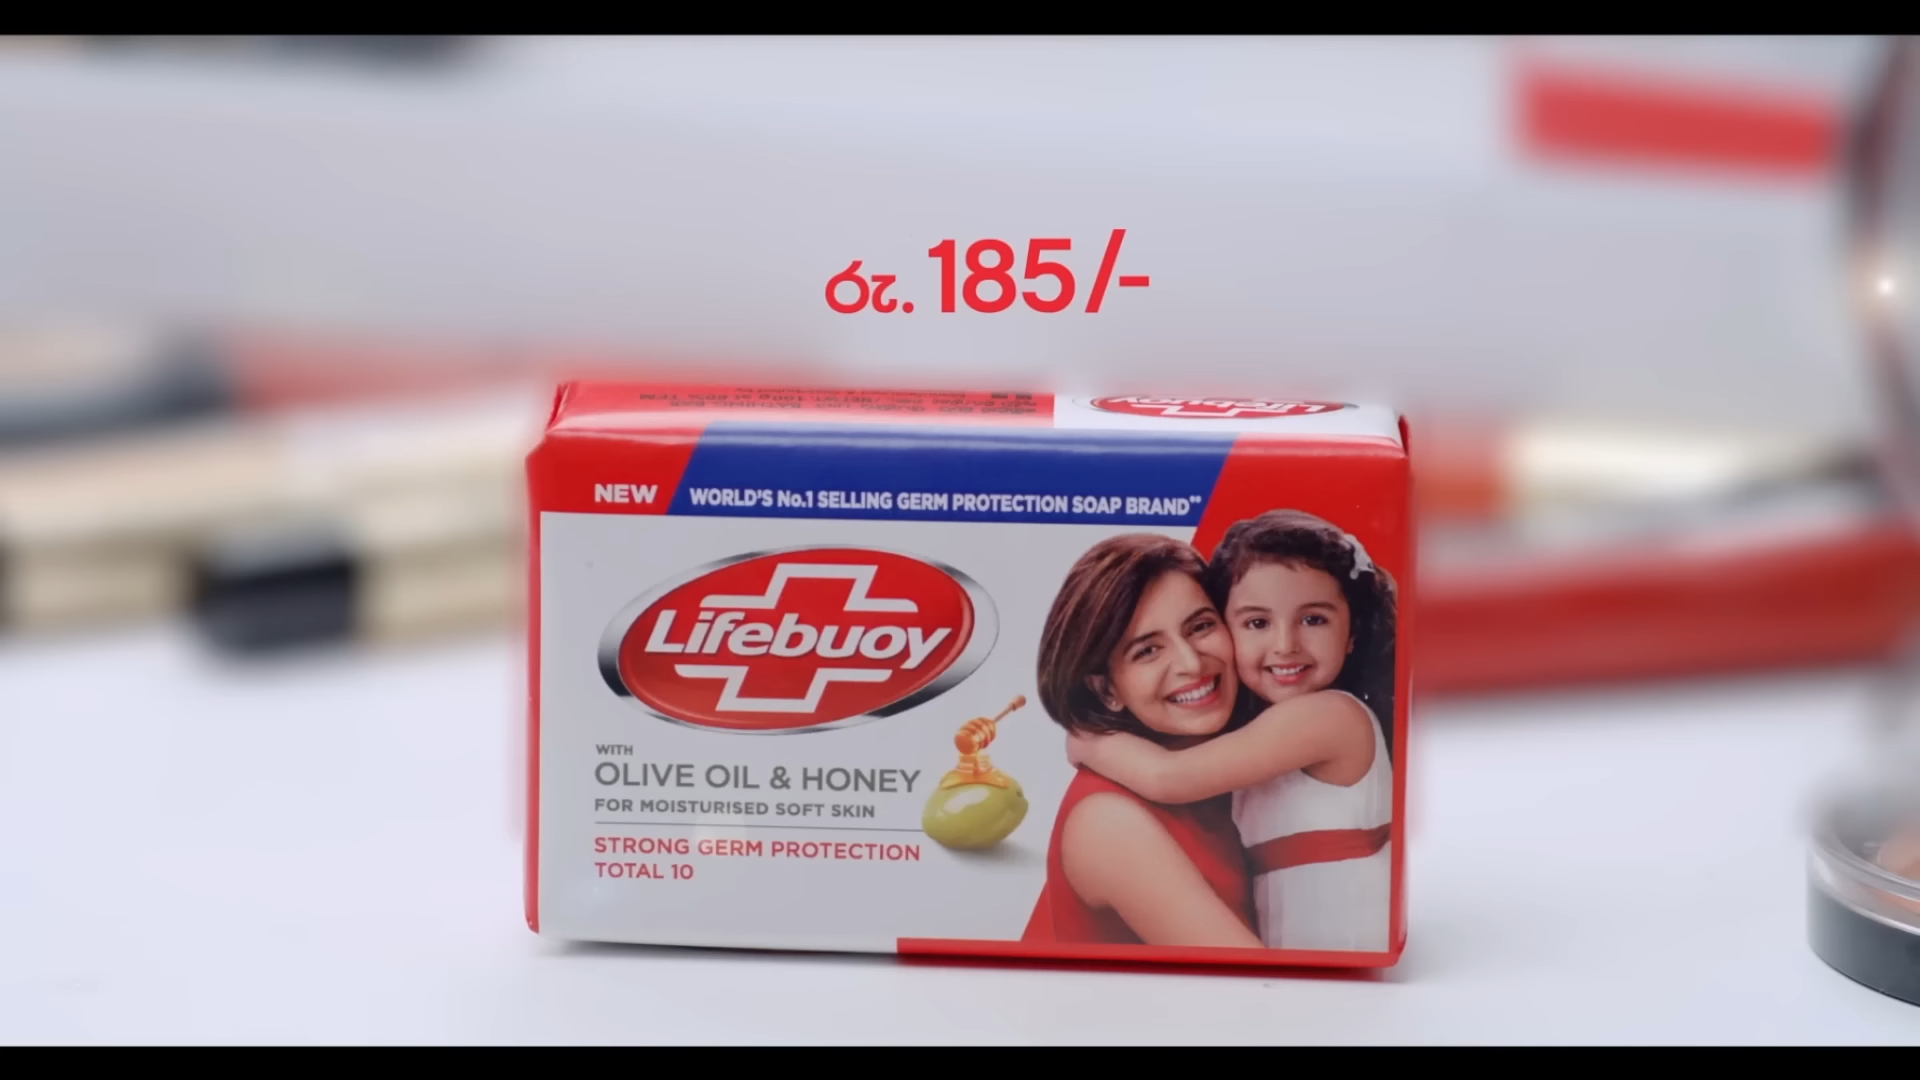 රු. 185/-
Lifebuoy
NEW
WORLD'S No.1 SELLING GERM PROTECTION SOAP BRAND**
Lifebuoy
WITH
OLIVE OIL & HONEY
FOR MOISTURISED SOFT SKIN
STRONG GERM PROTECTION
TOTAL 10